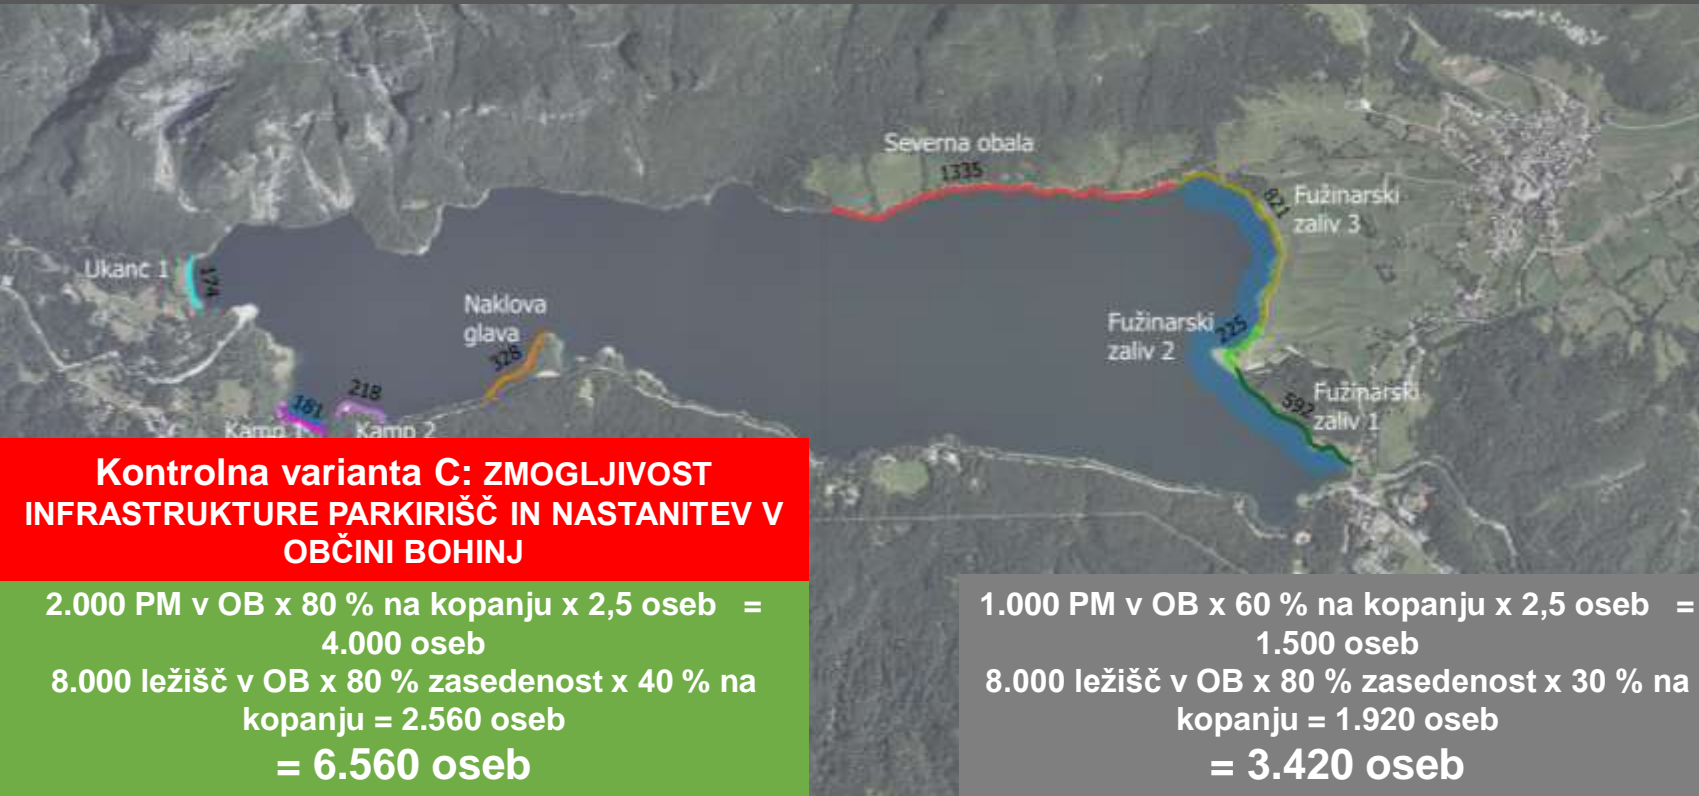 Severna obala
1335
821
Fužinarski
zaliv 3
Ukanc 1
174
Naklova
glava
328
Fužinarski
zaliv 2
225
218
181
Kamp 1
Kamp 2
592
Fužinarski
zaliv 1
Kontrolna varianta C: ZMOGLJIVOST
INFRASTRUKTURE PARKIRIŠČ IN NASTANITEV V
OBČINI BOHINJ
2.000 PM v OB x 80 % na kopanju x 2,5 oseb =
4.000 oseb
8.000 ležišč v OB x 80 % zasedenost x 40 % na
kopanju = 2.560 oseb
= 6.560 oseb
1.000 PM v OB x 60 % na kopanju x 2,5 oseb =
1.500 oseb
8.000 ležišč v OB x 80 % zasedenost x 30 % na
kopanju = 1.920 oseb
= 3.420 oseb